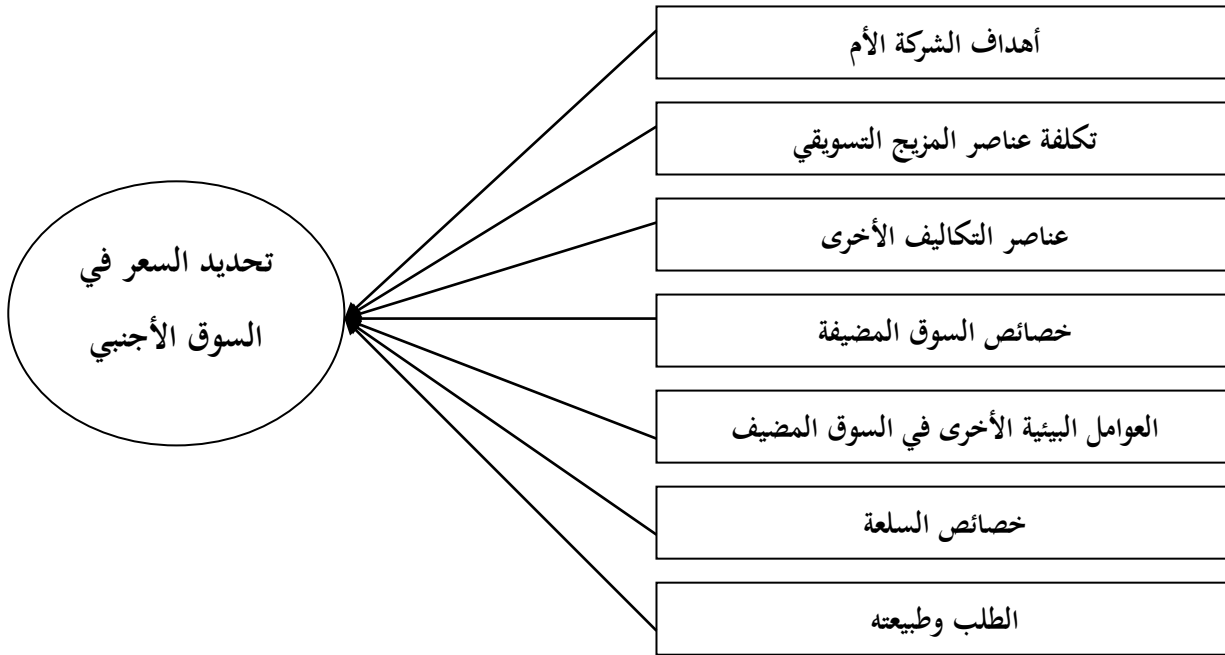 أهداف الشركة الأم
تكلفة عناصر المزيج التسويقي
عناصر التكاليف الأخرى
خصائص السوق المضيفة
العوامل البيئية الأخرى في السوق المضيف
خصائص السلعة
الطلب وطبيعته
تحديد السعر في
السوق الأجنبي